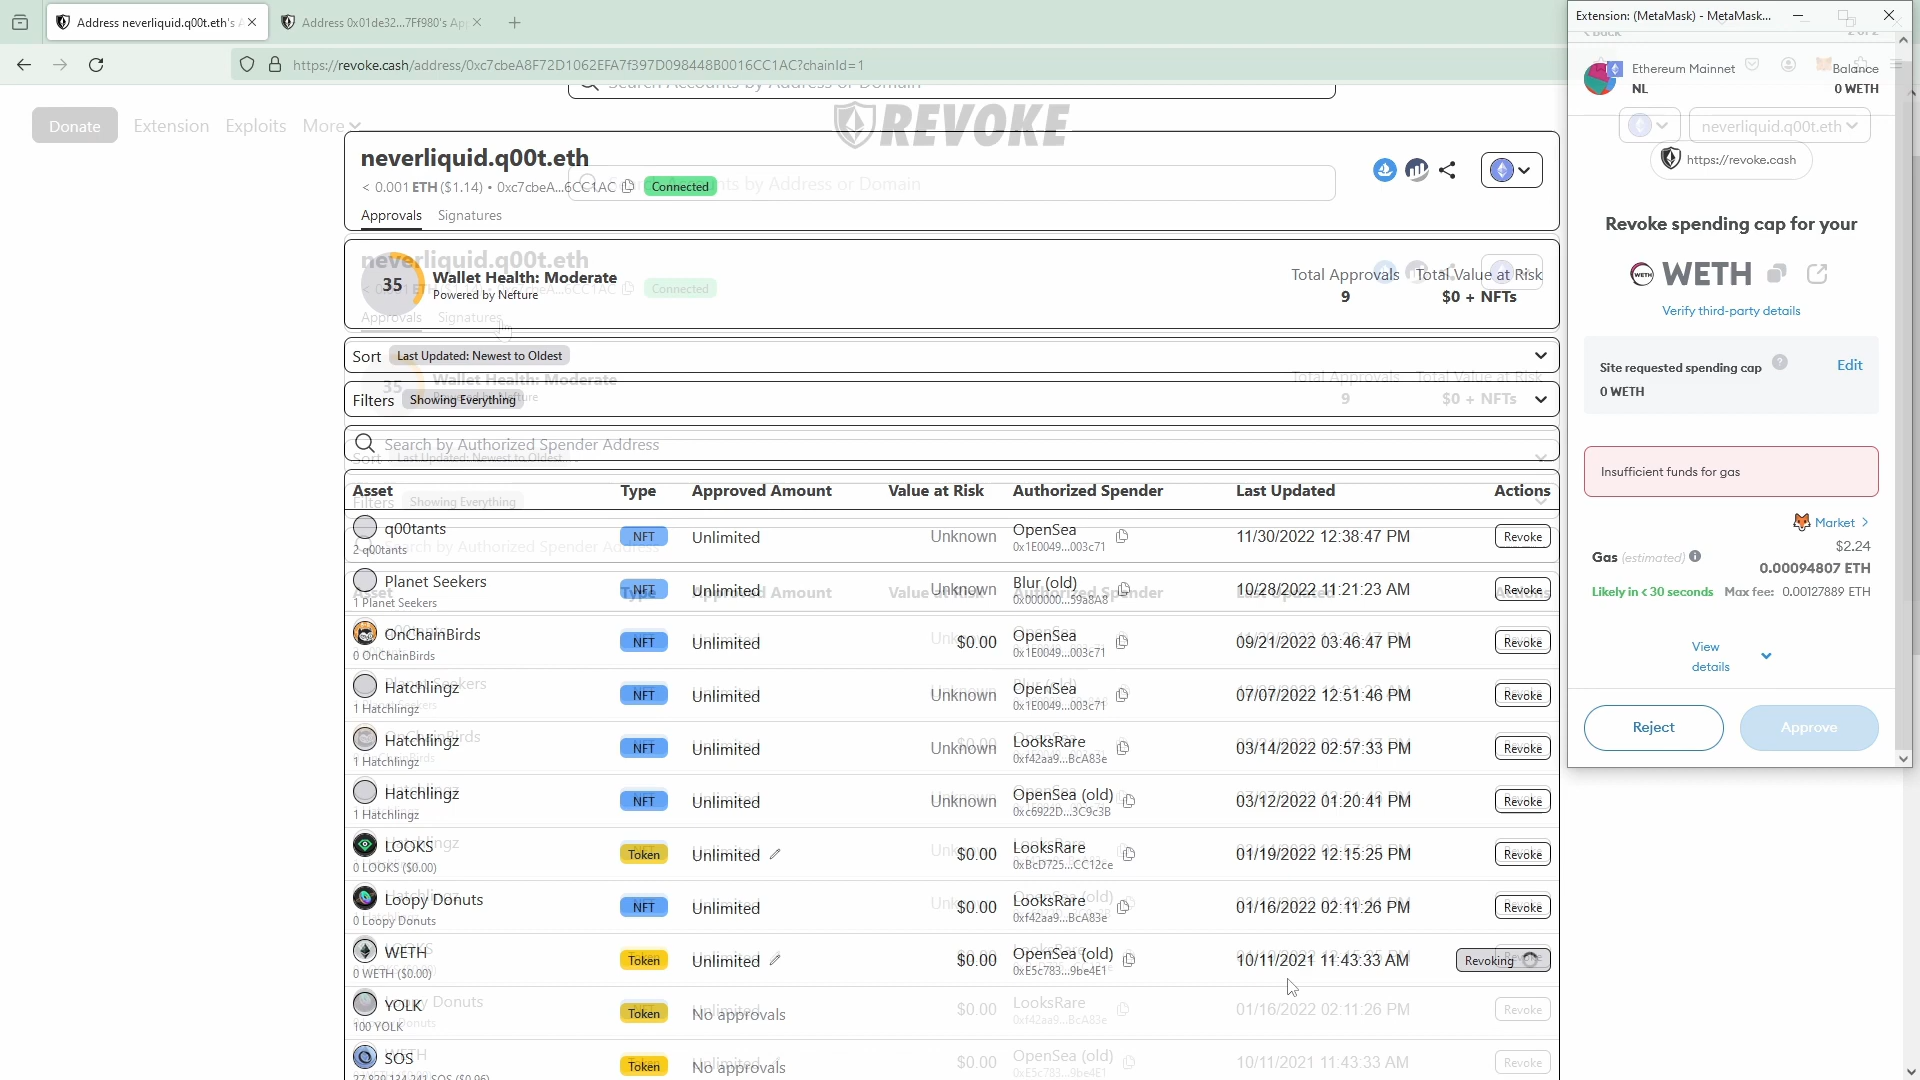 Address neverliquid.q00t.eth's A
Address 0x01de32...7Ff980's App
https://revoke.cash/address/0xc7cbeA8F72D1062EFA7f397D098448B0016CC1AC?chainId=1
Donate
Extension
Exploits
More
REVOKE
Search Accounts by Address or Domain
neverliquid.q00t.eth
< 0.001 ETH ($1.14) • 0xc7cbeA...6CC1AC
Connected
Approvals
Signatures
35
Wallet Health: Moderate
Powered by Nefture
Total Approvals
9
Total Value at Risk
$0 + NFTs
Sort
Last Updated: Newest to Oldest
Filters
Showing Everything
Search by Authorized Spender Address
Asset Type Approved Amount Value at Risk Authorized Spender Last Updated Actions
q00tants
2 q00tants
NFT
Unlimited
Unknown
OpenSea
0x1E0049...003c71
11/30/2022 12:38:47 PM
Revoke
Planet Seekers
1 Planet Seekers
NFT
Unlimited
Unknown
Blur (old)
0x000000...59a8A8
10/28/2022 11:21:23 AM
Revoke
OnChainBirds
0 OnChainBirds
NFT
Unlimited
$0.00
OpenSea
0x1E0049...003c71
09/21/2022 03:46:47 PM
Revoke
Hatchlingz
1 Hatchlingz
NFT
Unlimited
Unknown
OpenSea
0x1E0049...003c71
07/07/2022 12:51:46 PM
Revoke
Hatchlingz
1 Hatchlingz
NFT
Unlimited
Unknown
LooksRare
0xf42aa9...BcA83e
03/14/2022 02:57:33 PM
Revoke
Hatchlingz
1 Hatchlingz
NFT
Unlimited
Unknown
OpenSea (old)
0xc6922D...3C9c3B
03/12/2022 01:20:41 PM
Revoke
LOOKS
0 LOOKS ($0.00)
Token
Unlimited
$0.00
LooksRare
0xBcD725...CC12ce
01/19/2022 12:15:25 PM
Revoke
Loopy Donuts
0 Loopy Donuts
NFT
Unlimited
$0.00
LooksRare
0xf42aa9...BcA83e
01/16/2022 02:11:26 PM
Revoke
WETH
0 WETH ($0.00)
Token
Unlimited
$0.00
OpenSea (old)
0xE5c783...9be4E1
10/11/2021 11:43:33 AM
Revoking
YOLK
100 YOLK
Token
No approvals
$0.00
LooksRare
0xf42aa9...BcA83e
01/16/2022 02:11:26 PM
Revoke
SOS
Token
No approvals
$0.00
OpenSea (old)
0xE5c783...9be4E1
10/11/2021 11:43:33 AM
Revoke
Extension: (MetaMask) - MetaMask...
Ethereum Mainnet
NL
Balance
0 WETH
neverliquid.q00t.eth
https://revoke.cash
Revoke spending cap for your
WETH
Verify third-party details
Site requested spending cap
Edit
0 WETH
Insufficient funds for gas
Market >
$2.24
Gas (estimated)
0.00094807 ETH
Likely in < 30 seconds
Max fee: 0.00127889 ETH
View
details
Reject
Approve